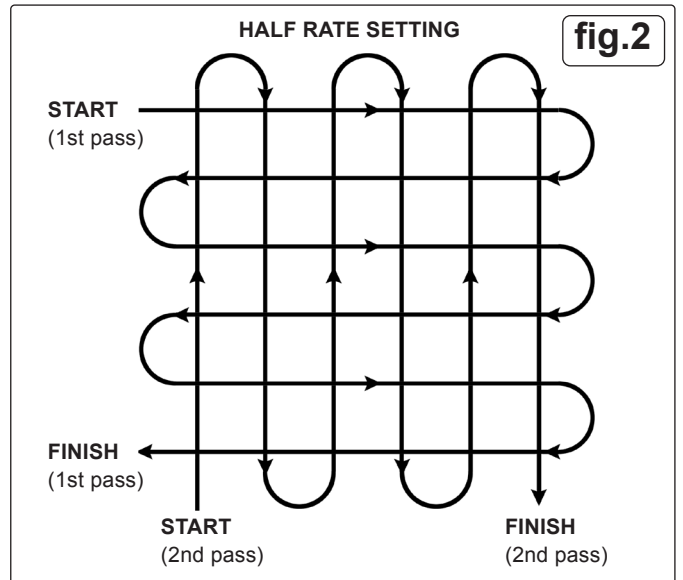 HALF RATE SETTING
fig.2
START
(1st pass)
FINISH
(1st pass)
START
(2nd pass)
FINISH
(2nd pass)